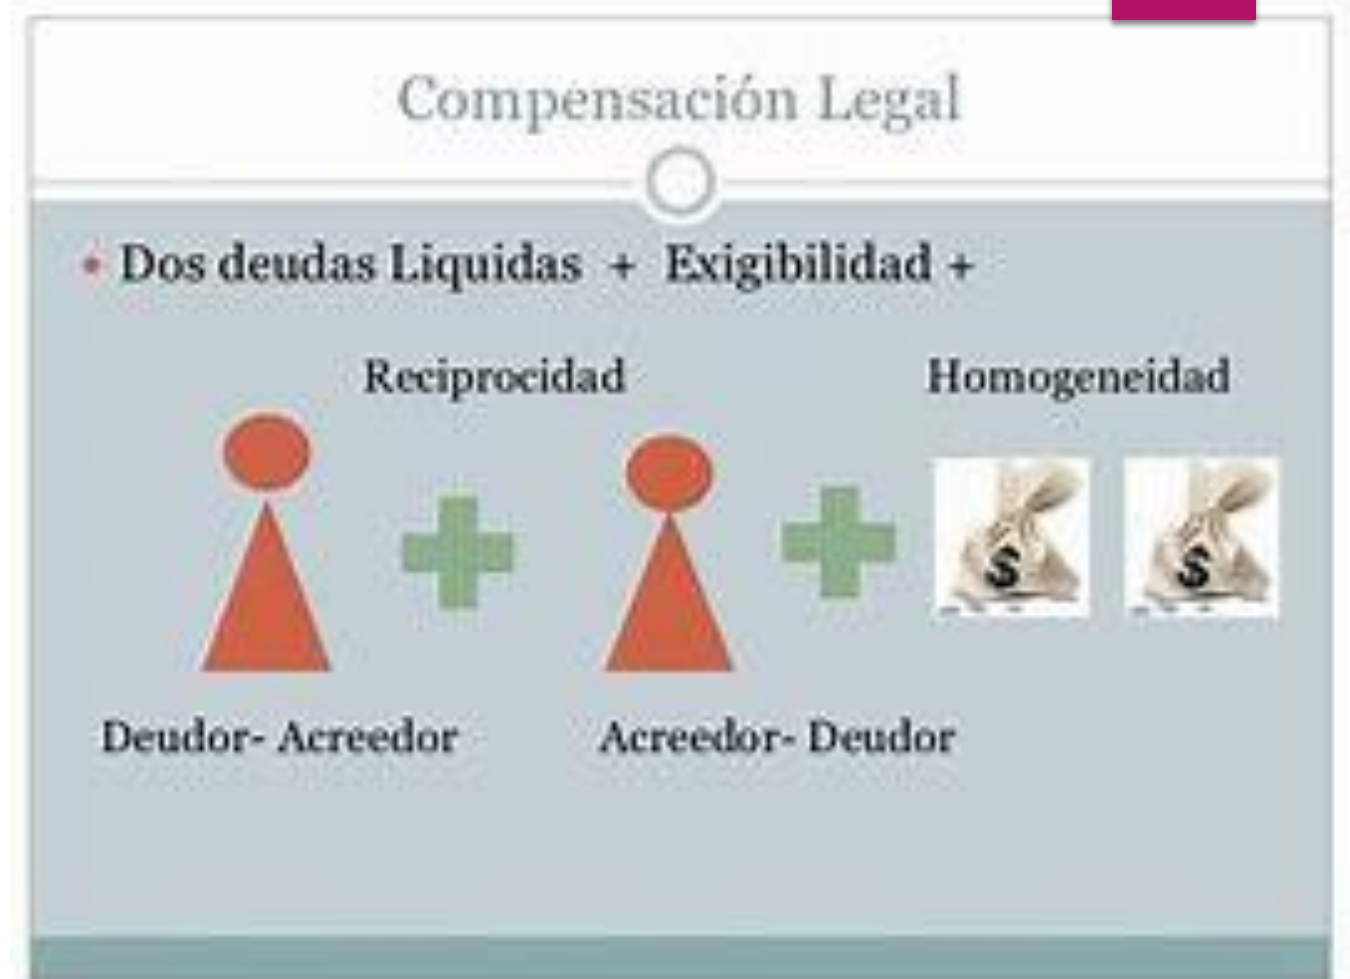 Compensación Legal
• Dos deudas Liquidas + Exigibilidad +
Reciprocidad
Homogeneidad
$ $
Deudor- Acreedor
Acreedor- Deudor